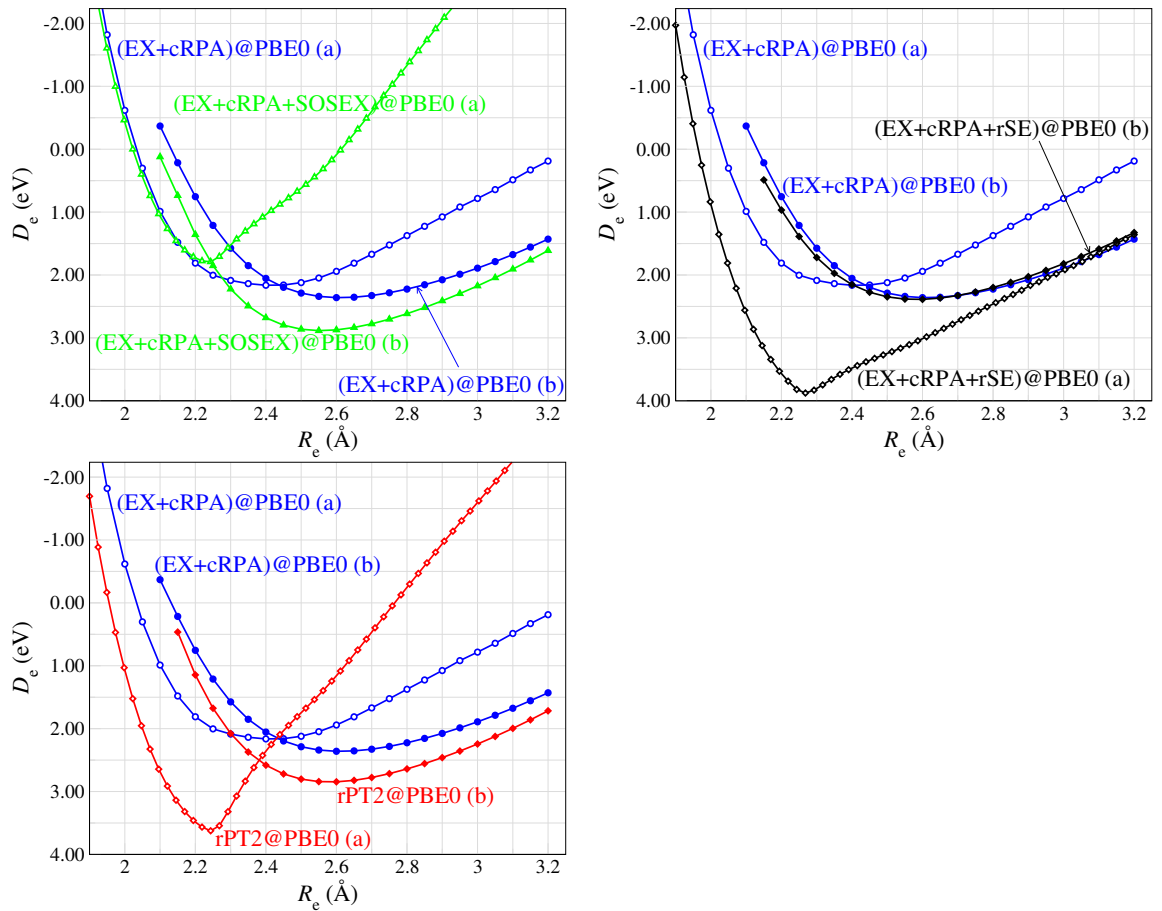 -2.00
-1.00
0.00
1.00
2.00
3.00
4.00
De (eV)
(EX+cRPA)@PBE0 (a)
(EX+cRPA+SOSEX)@PBE0 (a)
(EX+cRPA+SOSEX)@PBE0 (b)
(EX+cRPA)@PBE0 (b)
2 2.2 2.4 2.6 2.8 3 3.2
Re (Å)
-2.00
-1.00
0.00
1.00
2.00
3.00
4.00
De (eV)
(EX+cRPA)@PBE0 (a)
(EX+cRPA+rSE)@PBE0 (b)
(EX+cRPA)@PBE0 (b)
(EX+cRPA+rSE)@PBE0 (a)
2 2.2 2.4 2.6 2.8 3 3.2
Re (Å)
-2.00
-1.00
0.00
1.00
2.00
3.00
4.00
De (eV)
(EX+cRPA)@PBE0 (a)
(EX+cRPA)@PBE0 (b)
rPT2@PBE0 (b)
rPT2@PBE0 (a)
2 2.2 2.4 2.6 2.8 3 3.2
Re (Å)